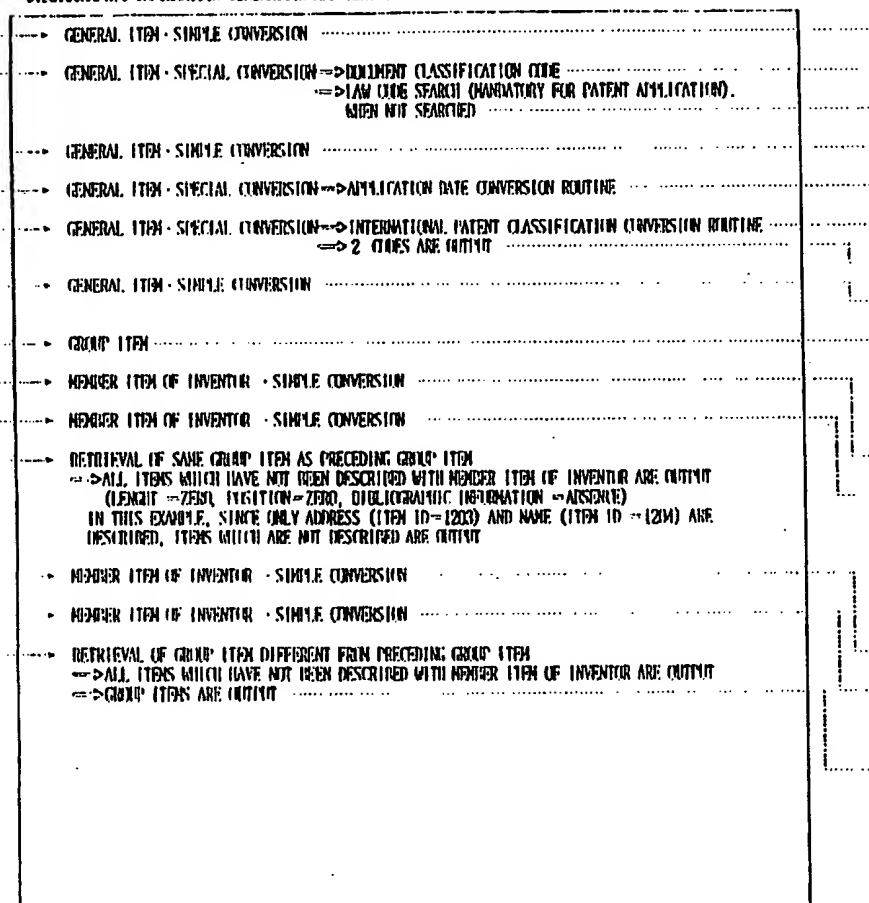 GENERAL ITEM · SIMPLE CONVERSION
GENERAL ITEM · SPECIAL CONVERSION =>DOCUMENT CLASSIFICATION CODE
=>LAW CODE SEARCH (MANDATORY FOR PATENT APPLICATION).
WHEN NOT SEARCHED
GENERAL ITEM · SIMPLE CONVERSION
GENERAL ITEM · SPECIAL CONVERSION =>APPLICATION DATE CONVERSION ROUTINE
GENERAL ITEM · SPECIAL CONVERSION =>INTERNATIONAL PATENT CLASSIFICATION CONVERSION ROUTINE
=>2 CODES ARE OUTPUT
GENERAL ITEM · SIMPLE CONVERSION
GROUP ITEM
MEMBER ITEM OF INVENTOR · SIMPLE CONVERSION
MEMBER ITEM OF INVENTOR · SIMPLE CONVERSION
RETRIEVAL OF SAME GROUP ITEM AS PRECEDING GROUP ITEM
=>ALL ITEMS WHICH HAVE NOT BEEN DESCRIBED WITH MEMBER ITEM OF INVENTOR ARE OUTPUT
(LENGHT =ZERO, POSITION=ZERO, BIBLIOGRAPHIC INFORMATION =ABSENCE)
IN THIS EXAMPLE, SINCE ONLY ADDRESS (ITEM ID=1203) AND NAME (ITEM ID =1204) ARE
DESCRIBED, ITEMS WHICH ARE NOT DESCRIBED ARE OUTPUT
MEMBER ITEM OF INVENTOR · SIMPLE CONVERSION
MEMBER ITEM OF INVENTOR · SIMPLE CONVERSION
RETRIEVAL OF GROUP ITEM DIFFERENT FROM PRECEDING GROUP ITEM
=>ALL ITEMS WHICH HAVE NOT BEEN DESCRIBED WITH MEMBER ITEM OF INVENTOR ARE OUTPUT
=>GROUP ITEMS ARE OUTPUT